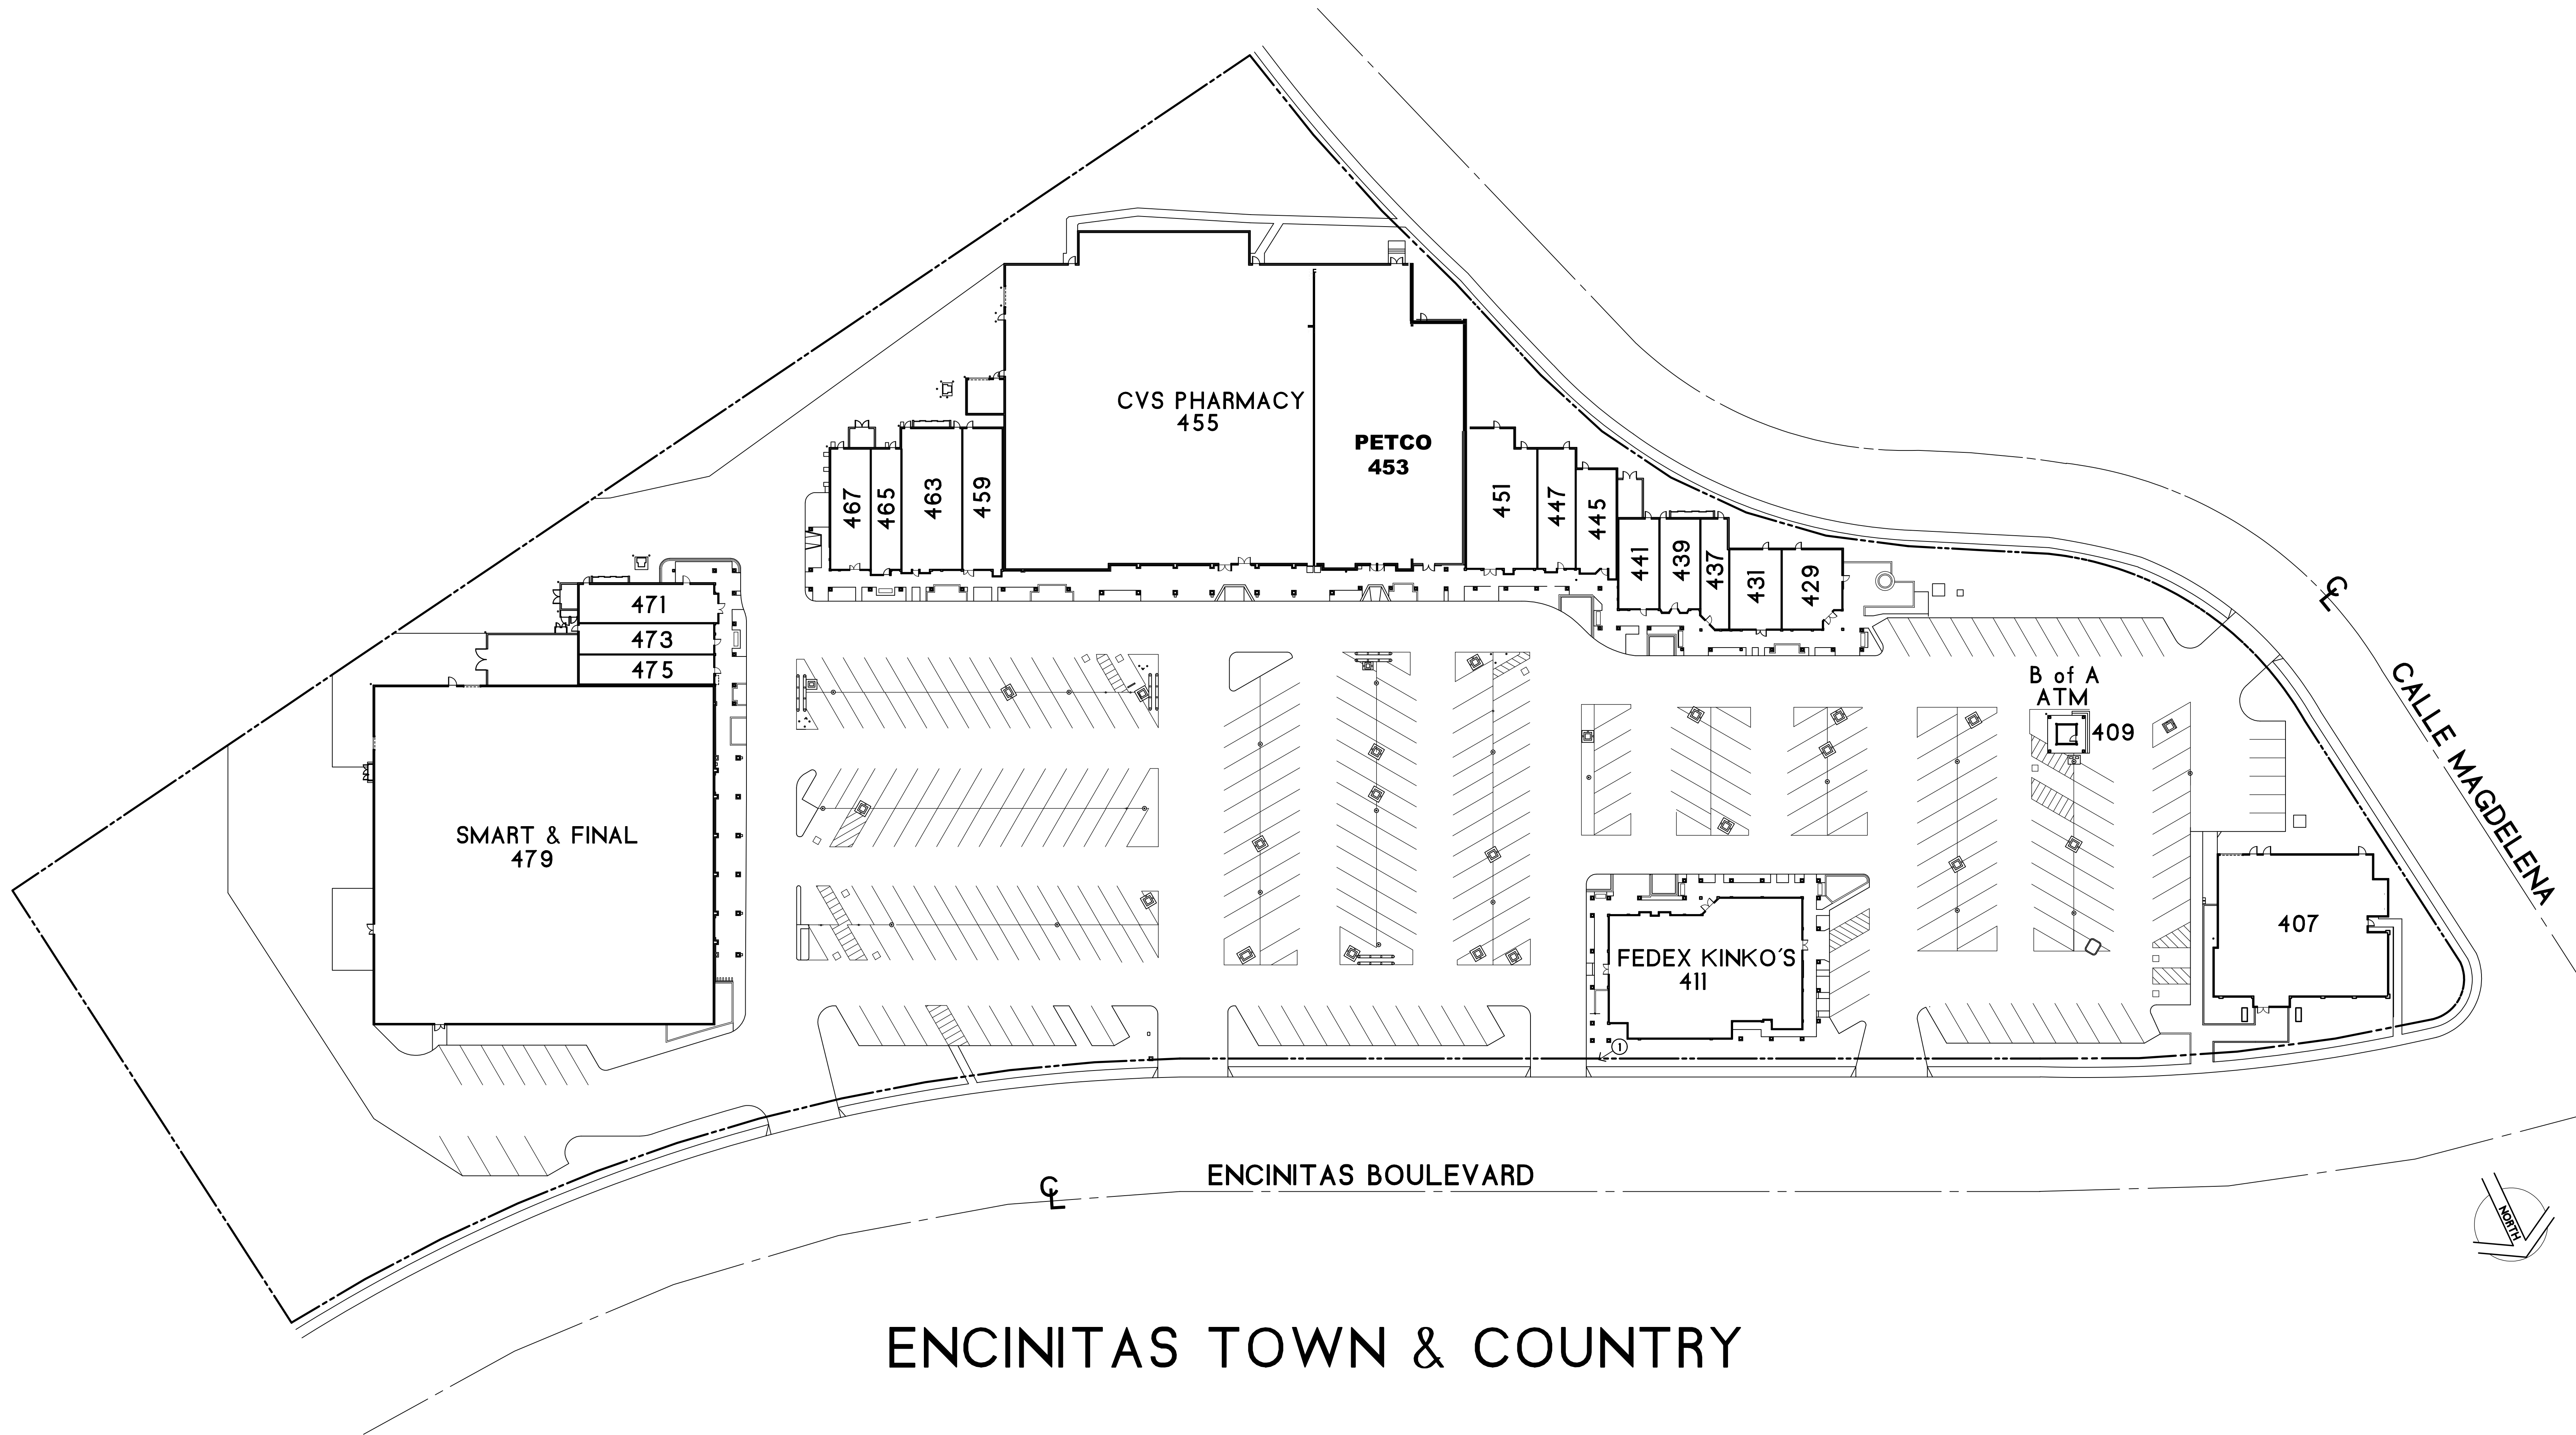 CVS PHARMACY
455
PETCO
453
467
465
463
459
451
447
445
441
439
437
431
429
471
473
475
SMART & FINAL
479
B of A
ATM
409
CALLE MAGDELENA
407
FEDEX KINKO'S
411
1
ENCINITAS BOULEVARD
CL
CL
NORTH
ENCINITAS TOWN & COUNTRY